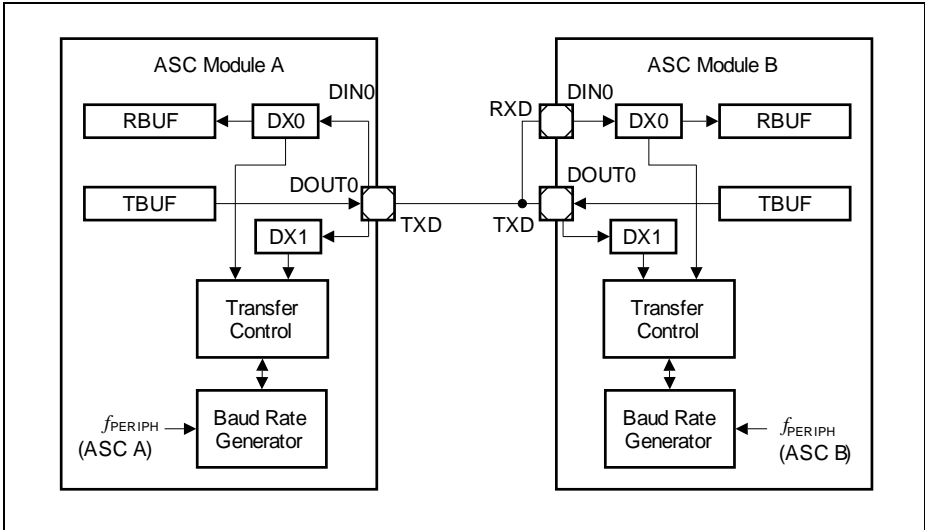 ASC Module A
DIN0
RBUF
DX0
DOUT0
TBUF
TXD
DX1
Transfer
Control
Baud Rate
Generator
fPERIPH
(ASC A)
ASC Module B
RXD
DIN0
DX0
RBUF
DOUT0
TXD
TBUF
DX1
Transfer
Control
Baud Rate
Generator
fPERIPH
(ASC B)